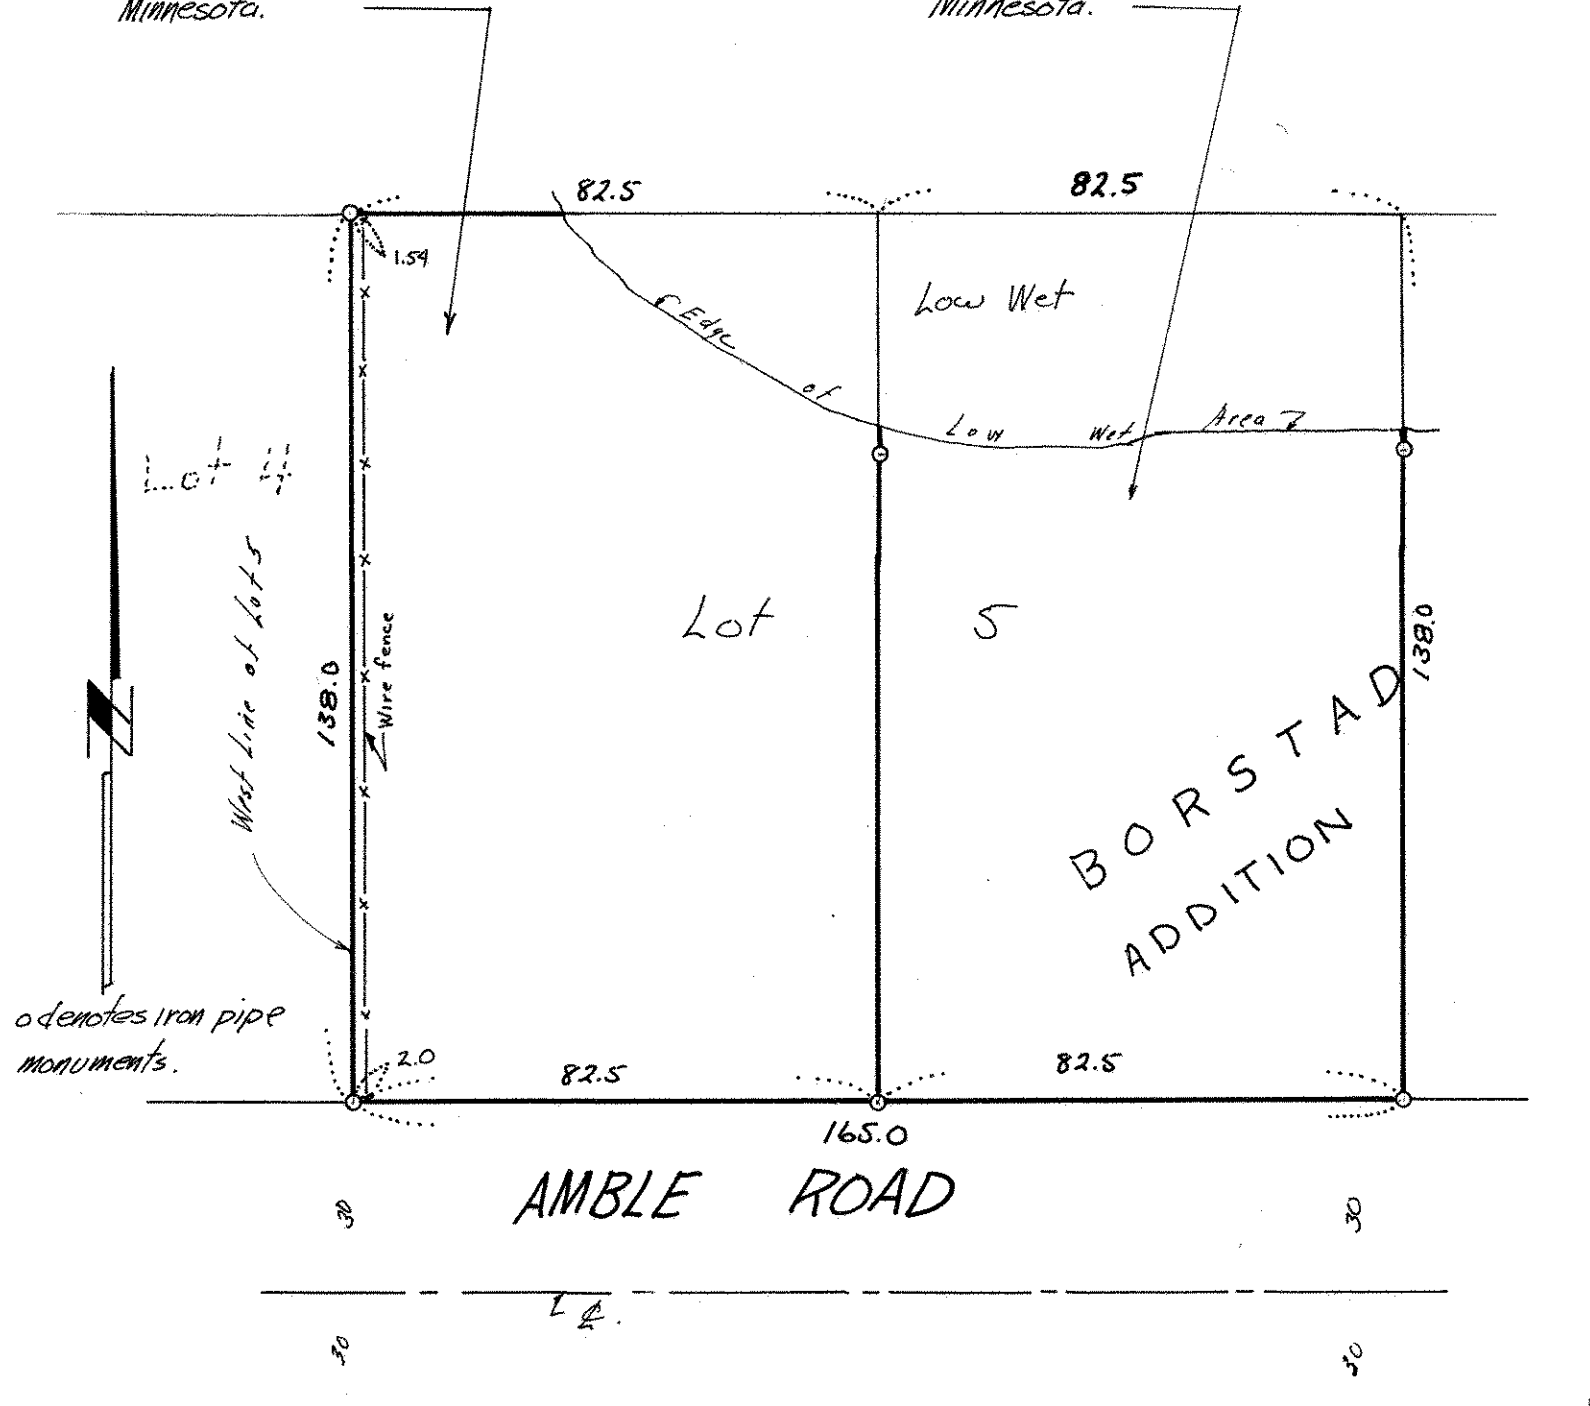 Minnesota.
Minnesota.
82.5
82.5
1.54
Low Wet
Edge of Low Wet Area
Lot 4
West Line of Lot 5
138.0
Wire fence
Lot 5
138.0
BORSTAD
ADDITION
o denotes iron pipe
monuments.
2.0
82.5
82.5
165.0
AMBLE ROAD
30
30
℄.
30
30